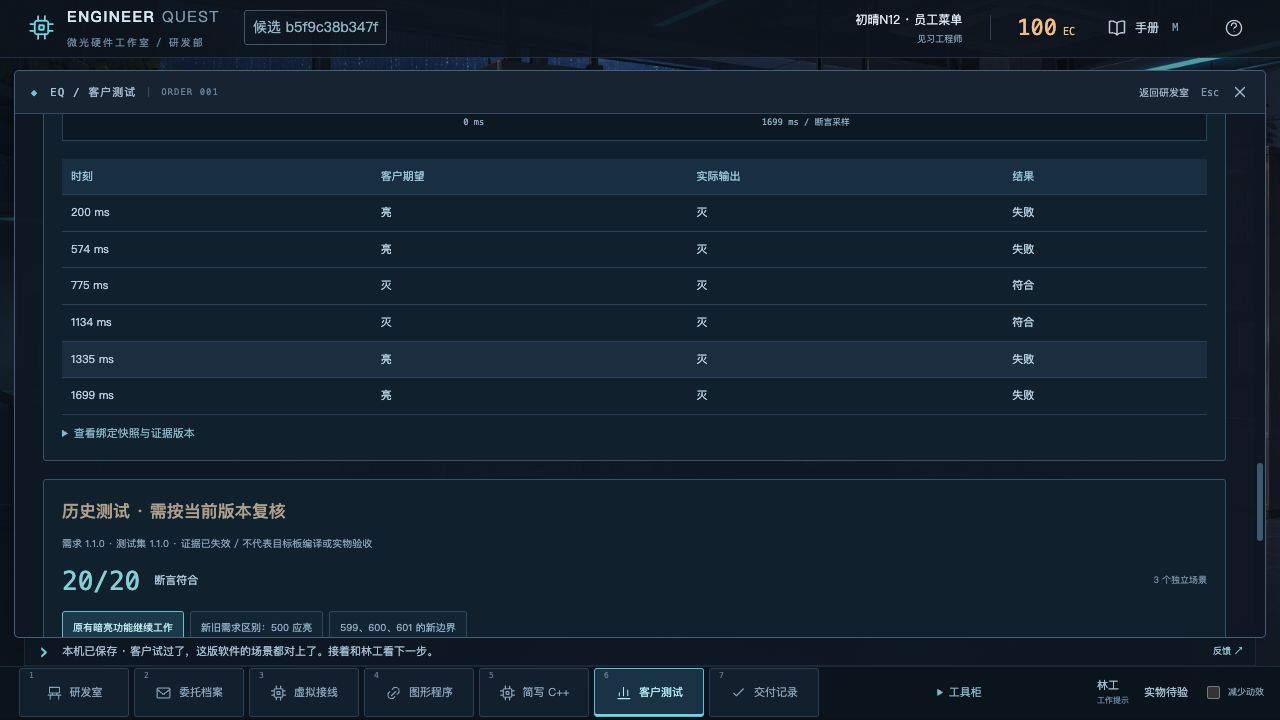 ENGINEER QUEST
微光硬件工作室 / 研发部
候选 b5f9c38b347f
初晴N12 · 员工菜单
见习工程师
100 EC
手册 M
EQ / 客户测试
ORDER 001
返回研发室 Esc
0 ms
1699 ms / 断言采样
时刻 客户期望 实际输出 结果
200 ms 亮 灭 失败
574 ms 亮 灭 失败
775 ms 灭 灭 符合
1134 ms 灭 灭 符合
1335 ms 亮 灭 失败
1699 ms 亮 灭 失败
查看绑定快照与证据版本
历史测试 · 需按当前版本复核
需求 1.1.0 · 测试集 1.1.0 · 证据已失效 / 不代表目标板编译或实物验收
20/20 断言符合
3 个独立场景
原有暗亮功能继续工作
新旧需求区别：500 应亮
599、600、601 的新边界
本机已保存 · 客户试过了，这版软件的场景都对上了。接着和林工看下一步。
反馈
1 研发室
2 委托档案
3 虚拟接线
4 图形程序
5 简写 C++
6 客户测试
7 交付记录
工具柜
林工
工作提示
实物待验
减少动效